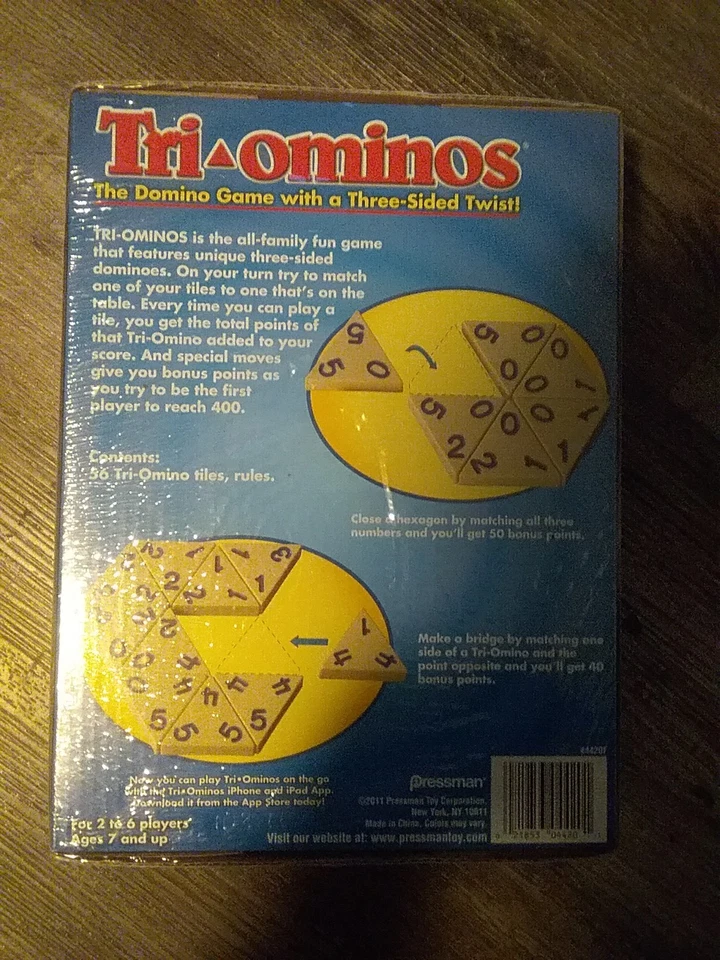 Tri▲ominos®
The Domino Game with a Three-Sided Twist!
TRI-OMINOS is the all-family fun game
that features unique three-sided
dominoes. On your turn try to match
one of your tiles to one that's on the
table. Every time you can play a
tile, you get the total points of
that Tri-Omino added to your
score. And special moves
give you bonus points as
you try to be the first
player to reach 400.
Contents:
56 Tri-Omino tiles, rules.
Close a hexagon by matching all three
numbers and you'll get 50 bonus points.
Make a bridge by matching one
side of a Tri-Omino and the
point opposite and you'll get 40
bonus points.
Now you can play Tri•Ominos on the go
with the Tri•Ominos iPhone and iPad App.
Download it from the App Store today!
For 2 to 6 players
Ages 7 and up
Pressman®
©2011 Pressman Toy Corporation,
New York, NY 10011
Made in China. Colors may vary.
Visit our website at: www.pressmantoy.com